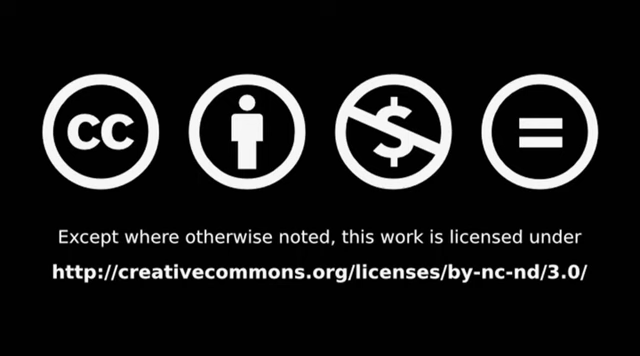 cc
$
=
Except where otherwise noted, this work is licensed under
http://creativecommons.org/licenses/by-nc-nd/3.0/